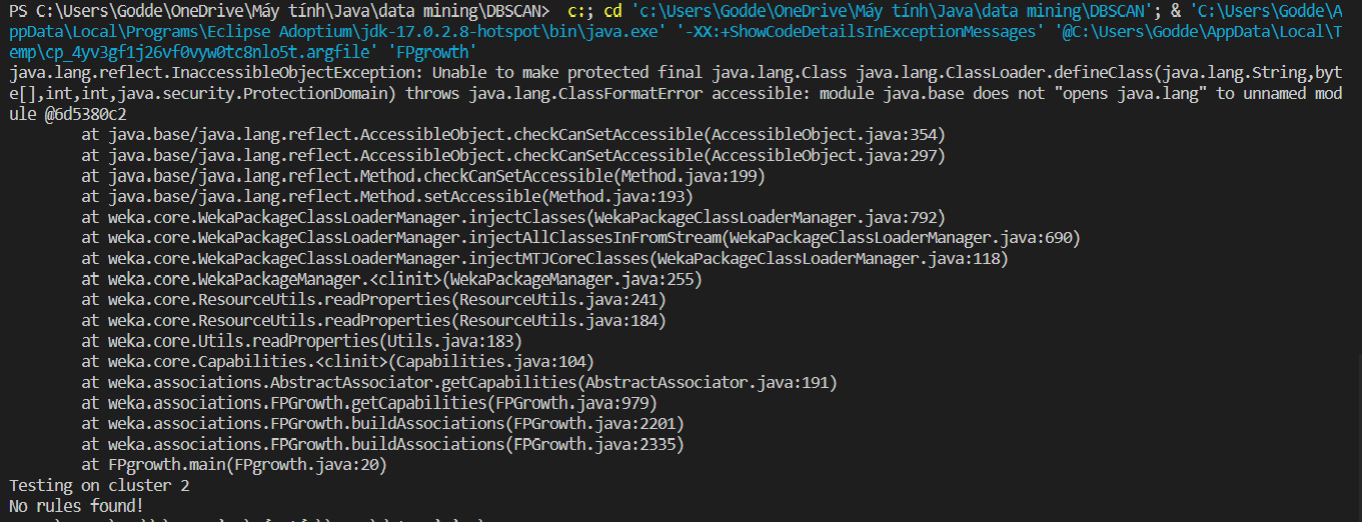 PS C:\Users\Godde\OneDrive\Máy tính\Java\data mining\DBSCAN>  c:; cd 'c:\Users\Godde\OneDrive\Máy tính\Java\data mining\DBSCAN'; & 'C:\Users\Godde\A
ppData\Local\Programs\Eclipse Adoptium\jdk-17.0.2.8-hotspot\bin\java.exe' '-XX:+ShowCodeDetailsInExceptionMessages' '@C:\Users\Godde\AppData\Local\T
emp\cp_4yv3gf1j26vf0vyw0tc8nlo5t.argfile' 'FPgrowth'
java.lang.reflect.InaccessibleObjectException: Unable to make protected final java.lang.Class java.lang.ClassLoader.defineClass(java.lang.String,byt
e[],int,int,java.security.ProtectionDomain) throws java.lang.ClassFormatError accessible: module java.base does not "opens java.lang" to unnamed mod
ule @6d5380c2
        at java.base/java.lang.reflect.AccessibleObject.checkCanSetAccessible(AccessibleObject.java:354)
        at java.base/java.lang.reflect.AccessibleObject.checkCanSetAccessible(AccessibleObject.java:297)
        at java.base/java.lang.reflect.Method.checkCanSetAccessible(Method.java:199)
        at java.base/java.lang.reflect.Method.setAccessible(Method.java:193)
        at weka.core.WekaPackageClassLoaderManager.injectClasses(WekaPackageClassLoaderManager.java:792)
        at weka.core.WekaPackageClassLoaderManager.injectAllClassesInFromStream(WekaPackageClassLoaderManager.java:690)
        at weka.core.WekaPackageClassLoaderManager.injectMTJCoreClasses(WekaPackageClassLoaderManager.java:118)
        at weka.core.WekaPackageManager.<clinit>(WekaPackageManager.java:255)
        at weka.core.ResourceUtils.readProperties(ResourceUtils.java:241)
        at weka.core.ResourceUtils.readProperties(ResourceUtils.java:184)
        at weka.core.Utils.readProperties(Utils.java:183)
        at weka.core.Capabilities.<clinit>(Capabilities.java:104)
        at weka.associations.AbstractAssociator.getCapabilities(AbstractAssociator.java:191)
        at weka.associations.FPGrowth.getCapabilities(FPGrowth.java:979)
        at weka.associations.FPGrowth.buildAssociations(FPGrowth.java:2201)
        at weka.associations.FPGrowth.buildAssociations(FPGrowth.java:2335)
        at FPgrowth.main(FPgrowth.java:20)
Testing on cluster 2
No rules found!